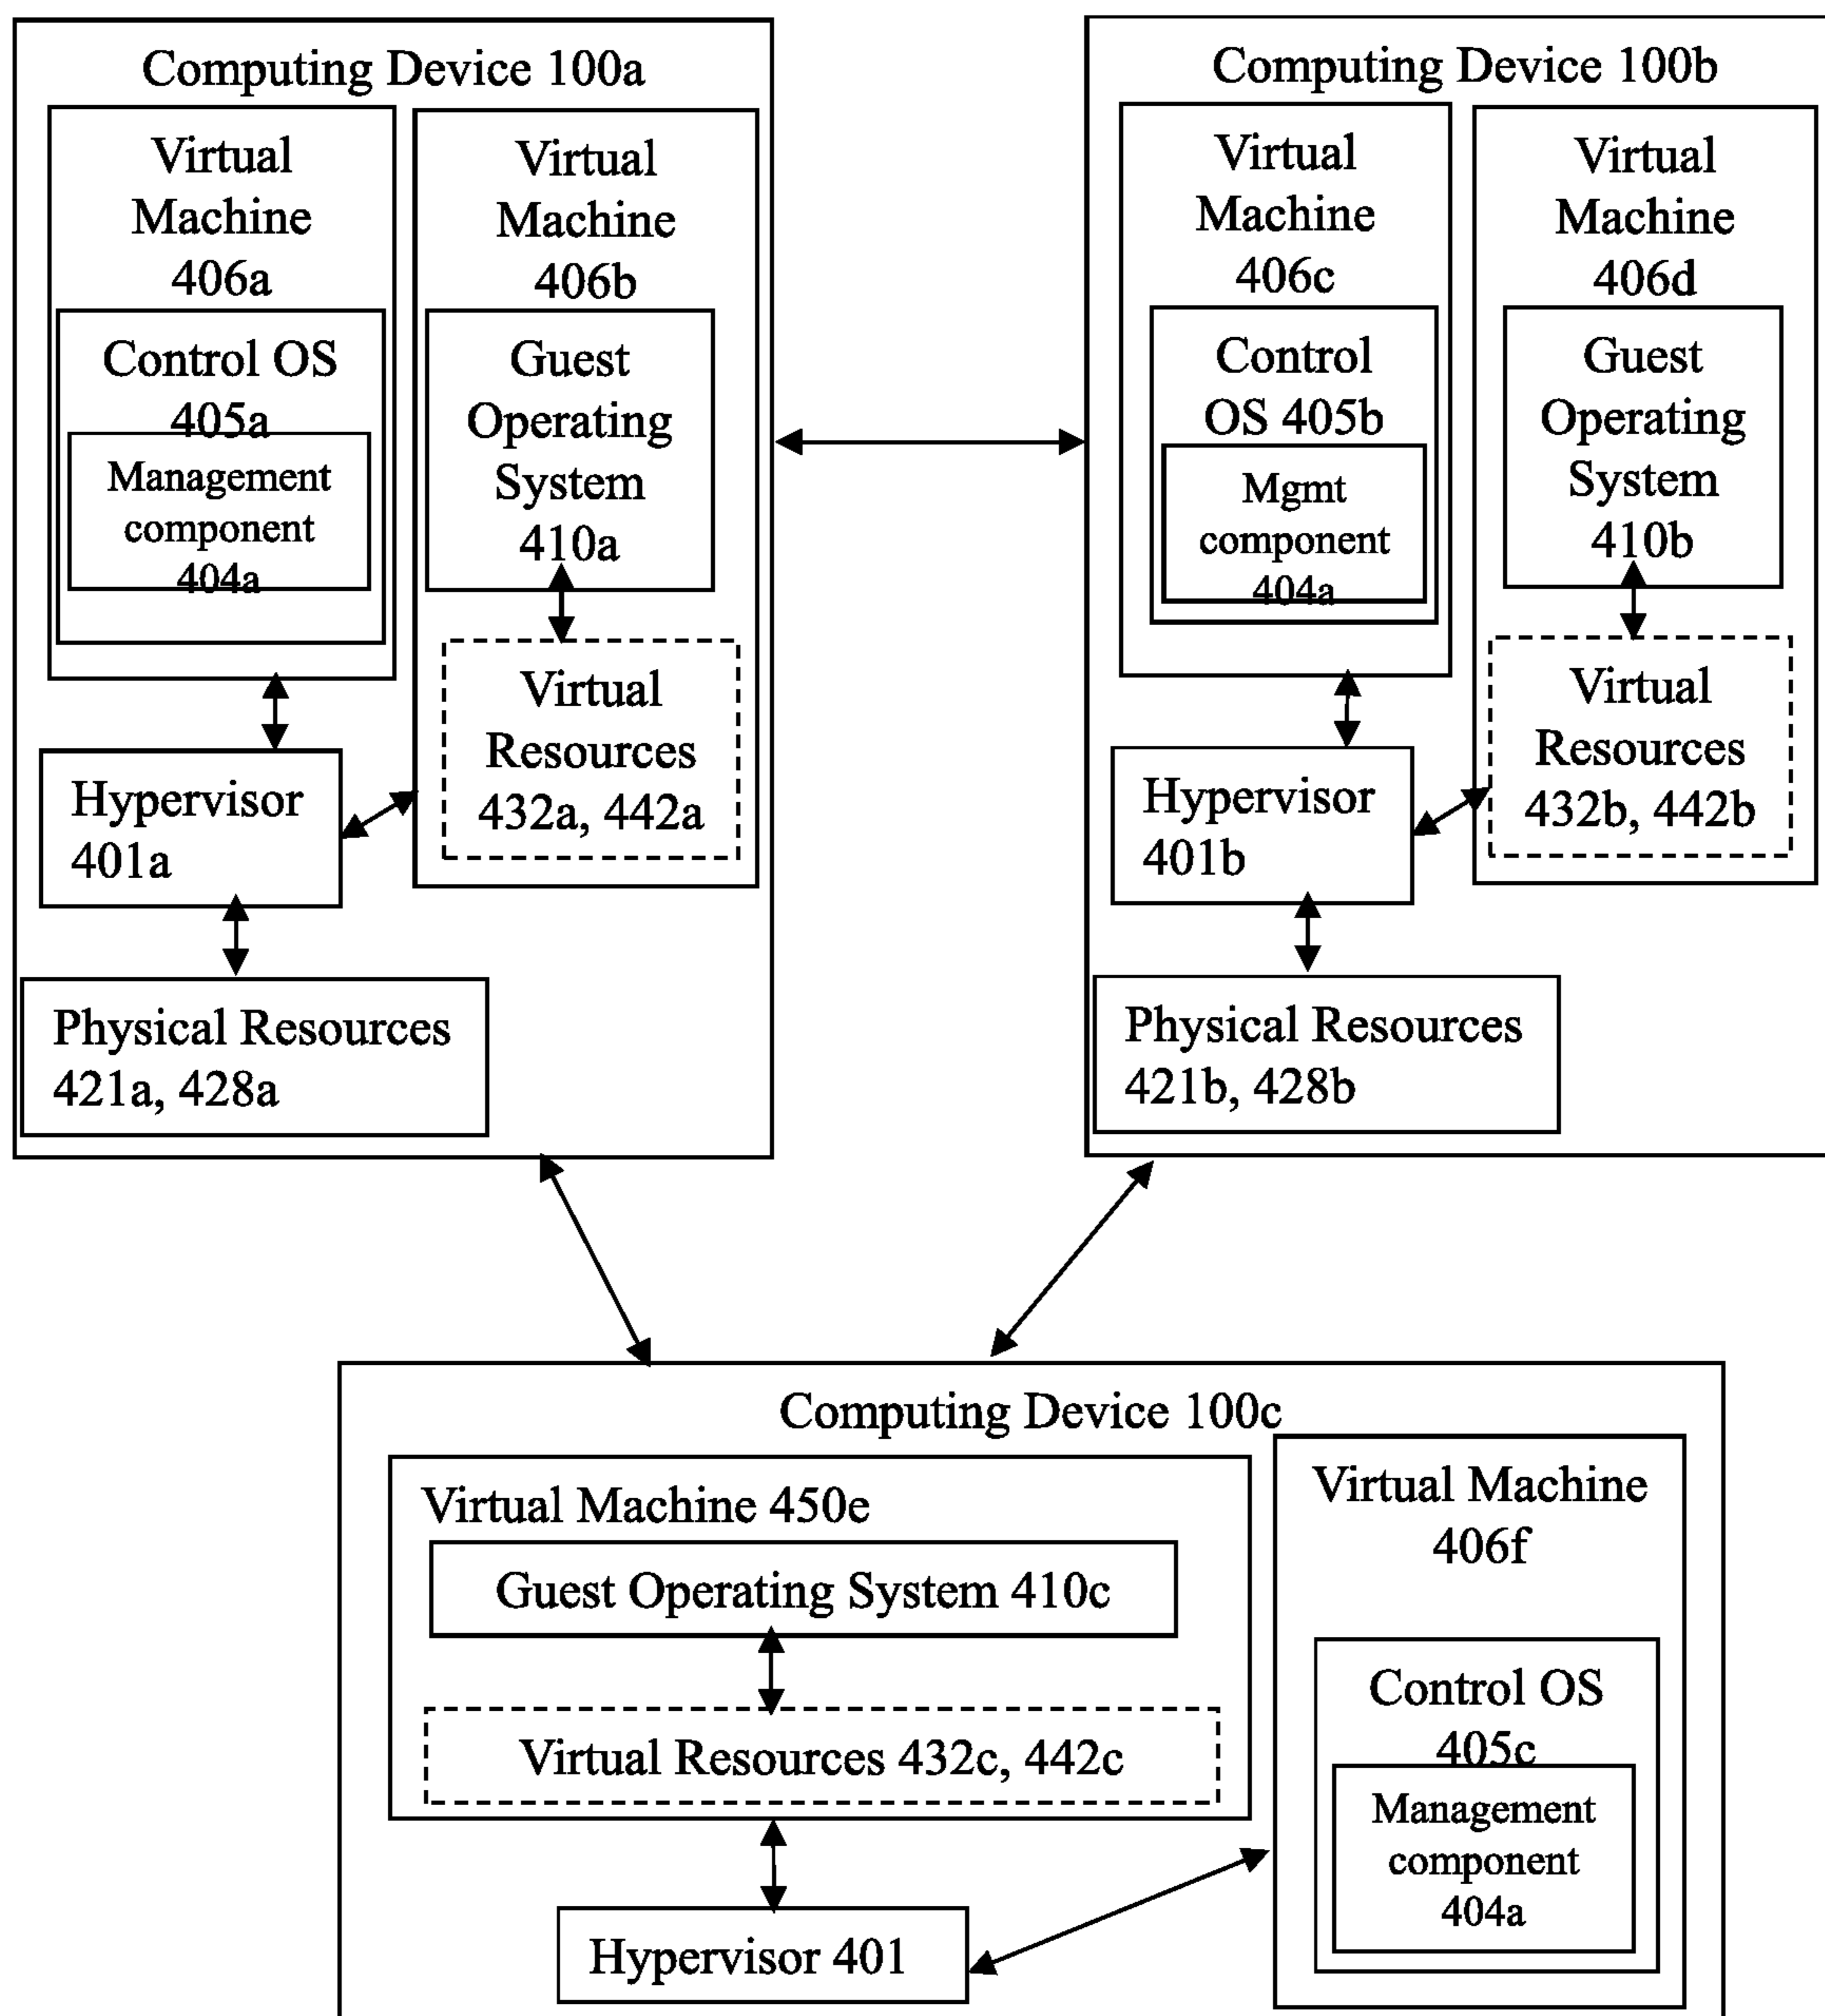 Computing Device 100a
Virtual
Machine
406a
Control OS
405a
Management
component
404a
Virtual
Machine
406b
Guest
Operating
System
410a
Virtual
Resources
432a, 442a
Hypervisor
401a
Physical Resources
421a, 428a
Computing Device 100b
Virtual
Machine
406c
Control
OS 405b
Mgmt
component
404a
Virtual
Machine
406d
Guest
Operating
System
410b
Virtual
Resources
432b, 442b
Hypervisor
401b
Physical Resources
421b, 428b
Computing Device 100c
Virtual Machine 450e
Guest Operating System 410c
Virtual Resources 432c, 442c
Hypervisor 401
Virtual Machine
406f
Control OS
405c
Management
component
404a